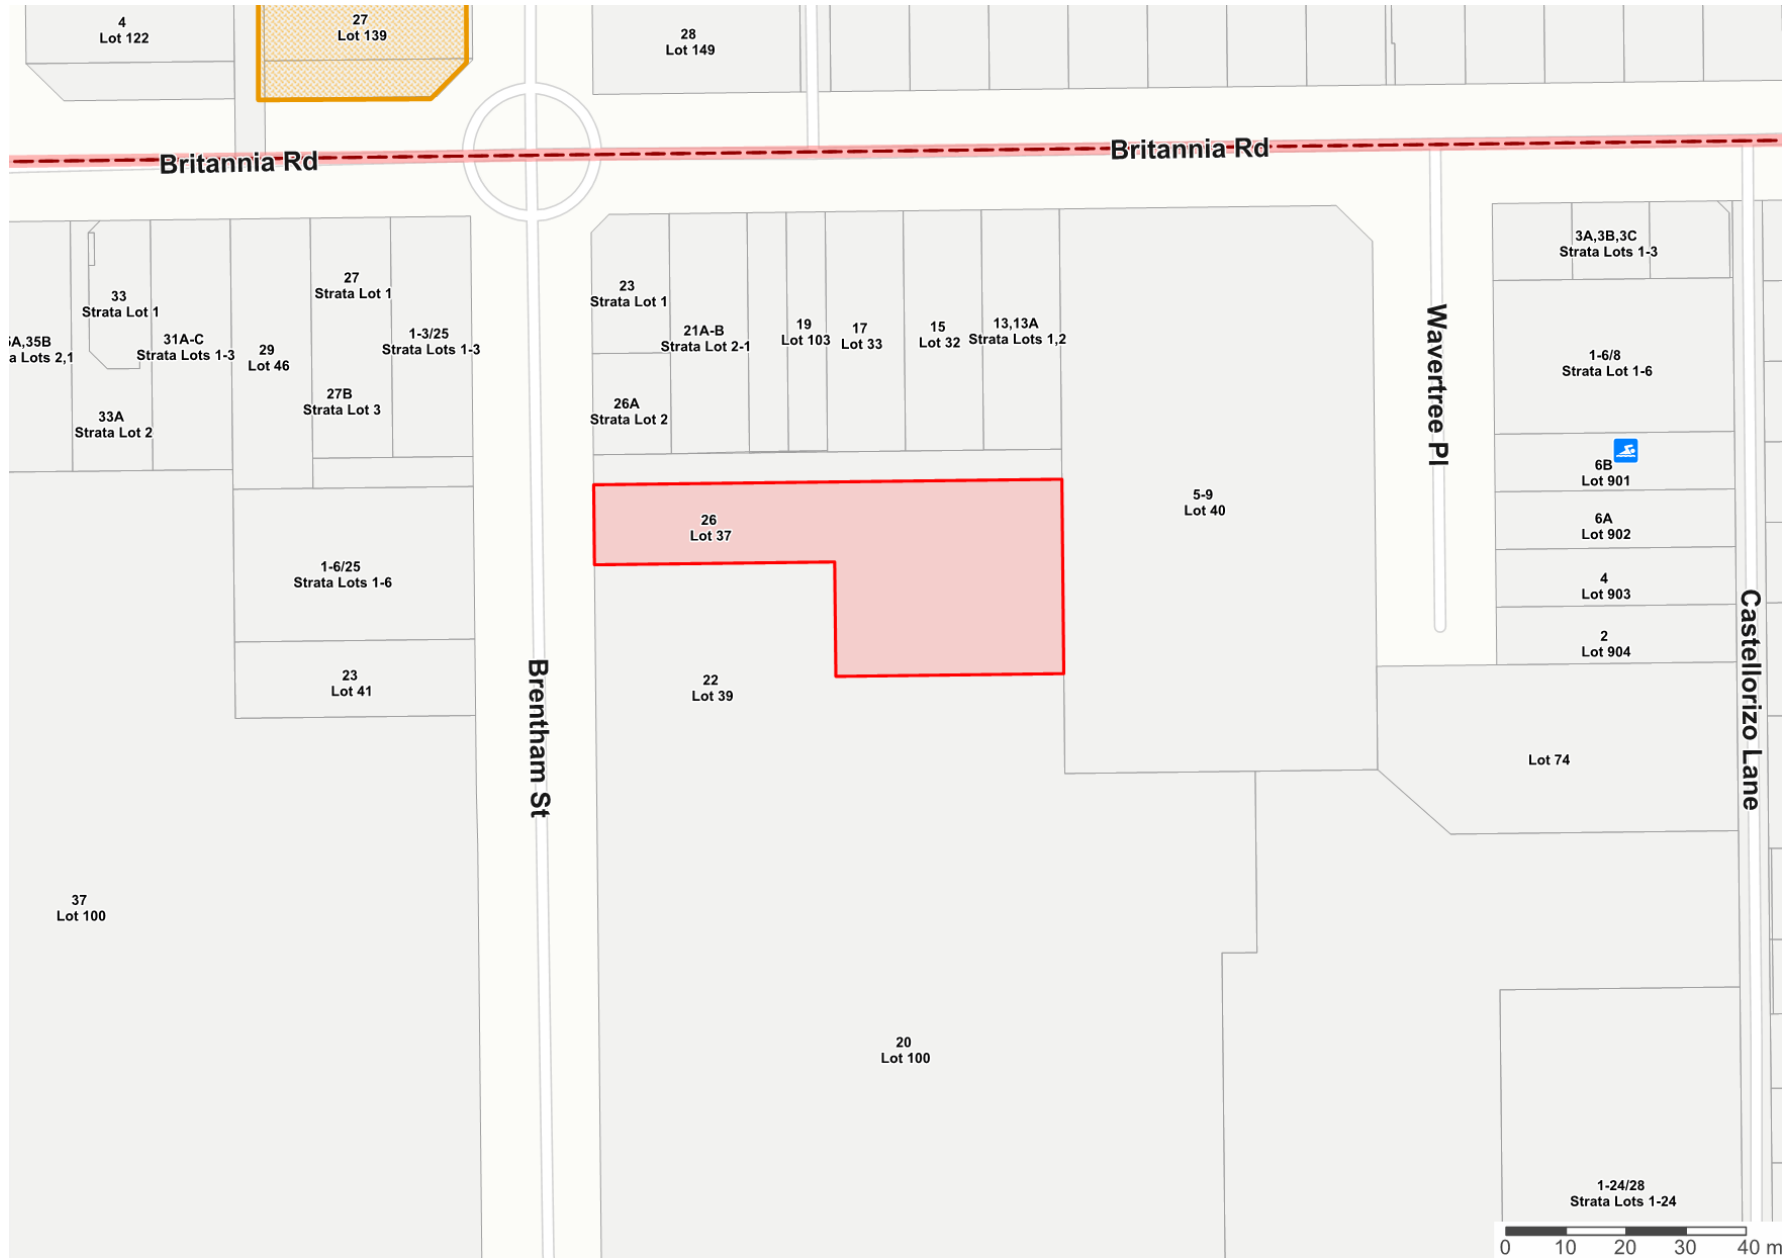 4
Lot 122
27
Lot 139
28
Lot 149
Britannia Rd
Britannia Rd
5A,35B
a Lots 2,1
33
Strata Lot 1
33A
Strata Lot 2
31A-C
Strata Lots 1-3
29
Lot 46
27
Strata Lot 1
27B
Strata Lot 3
1-3/25
Strata Lots 1-3
23
Strata Lot 1
26A
Strata Lot 2
21A-B
Strata Lot 2-1
19
Lot 103
17
Lot 33
15
Lot 32
13,13A
Strata Lots 1,2
Wavertree Pl
3A,3B,3C
Strata Lots 1-3
1-6/8
Strata Lot 1-6
6B
Lot 901
6A
Lot 902
4
Lot 903
2
Lot 904
5-9
Lot 40
26
Lot 37
1-6/25
Strata Lots 1-6
23
Lot 41
Brentham St
22
Lot 39
Castellorizo Lane
Lot 74
37
Lot 100
20
Lot 100
1-24/28
Strata Lots 1-24
0 10 20 30 40 m